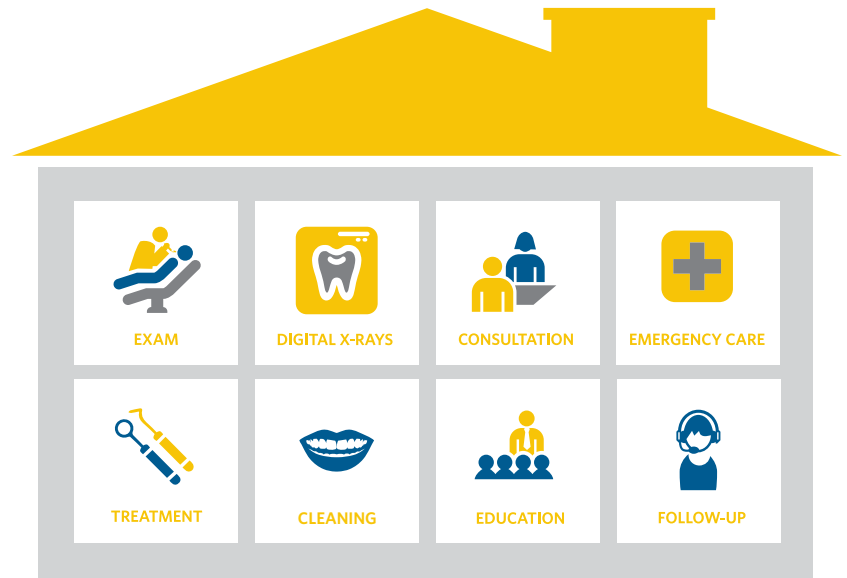 EXAM
DIGITAL X-RAYS
CONSULTATION
EMERGENCY CARE
TREATMENT
CLEANING
EDUCATION
FOLLOW-UP